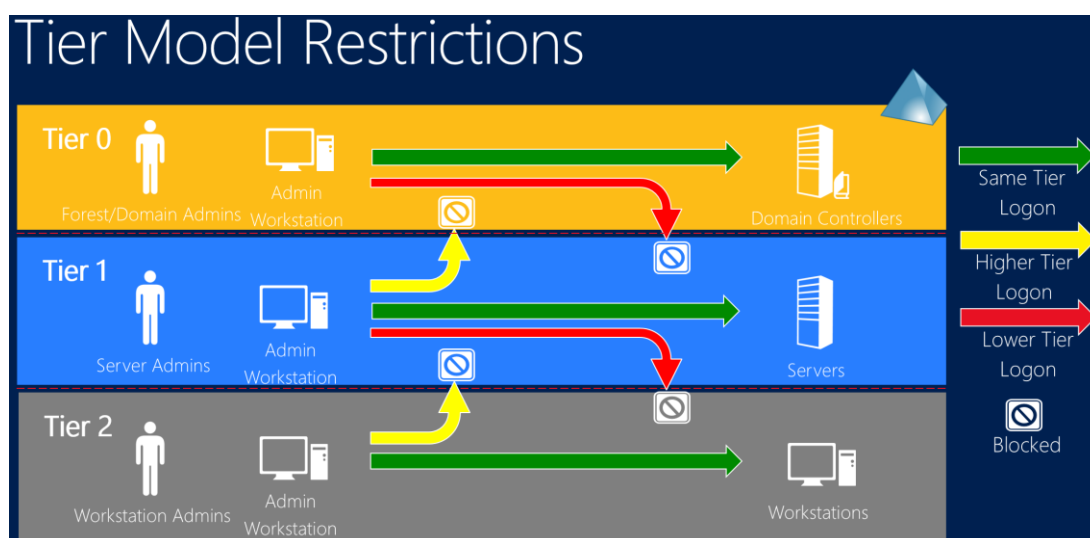 Tier Model Restrictions
Tier 0
Forest/Domain Admins
Admin
Workstation
Domain Controllers
Tier 1
Server Admins
Admin
Workstation
Servers
Tier 2
Workstation Admins
Admin
Workstation
Workstations
Same Tier
Logon
Higher Tier
Logon
Lower Tier
Logon
Blocked